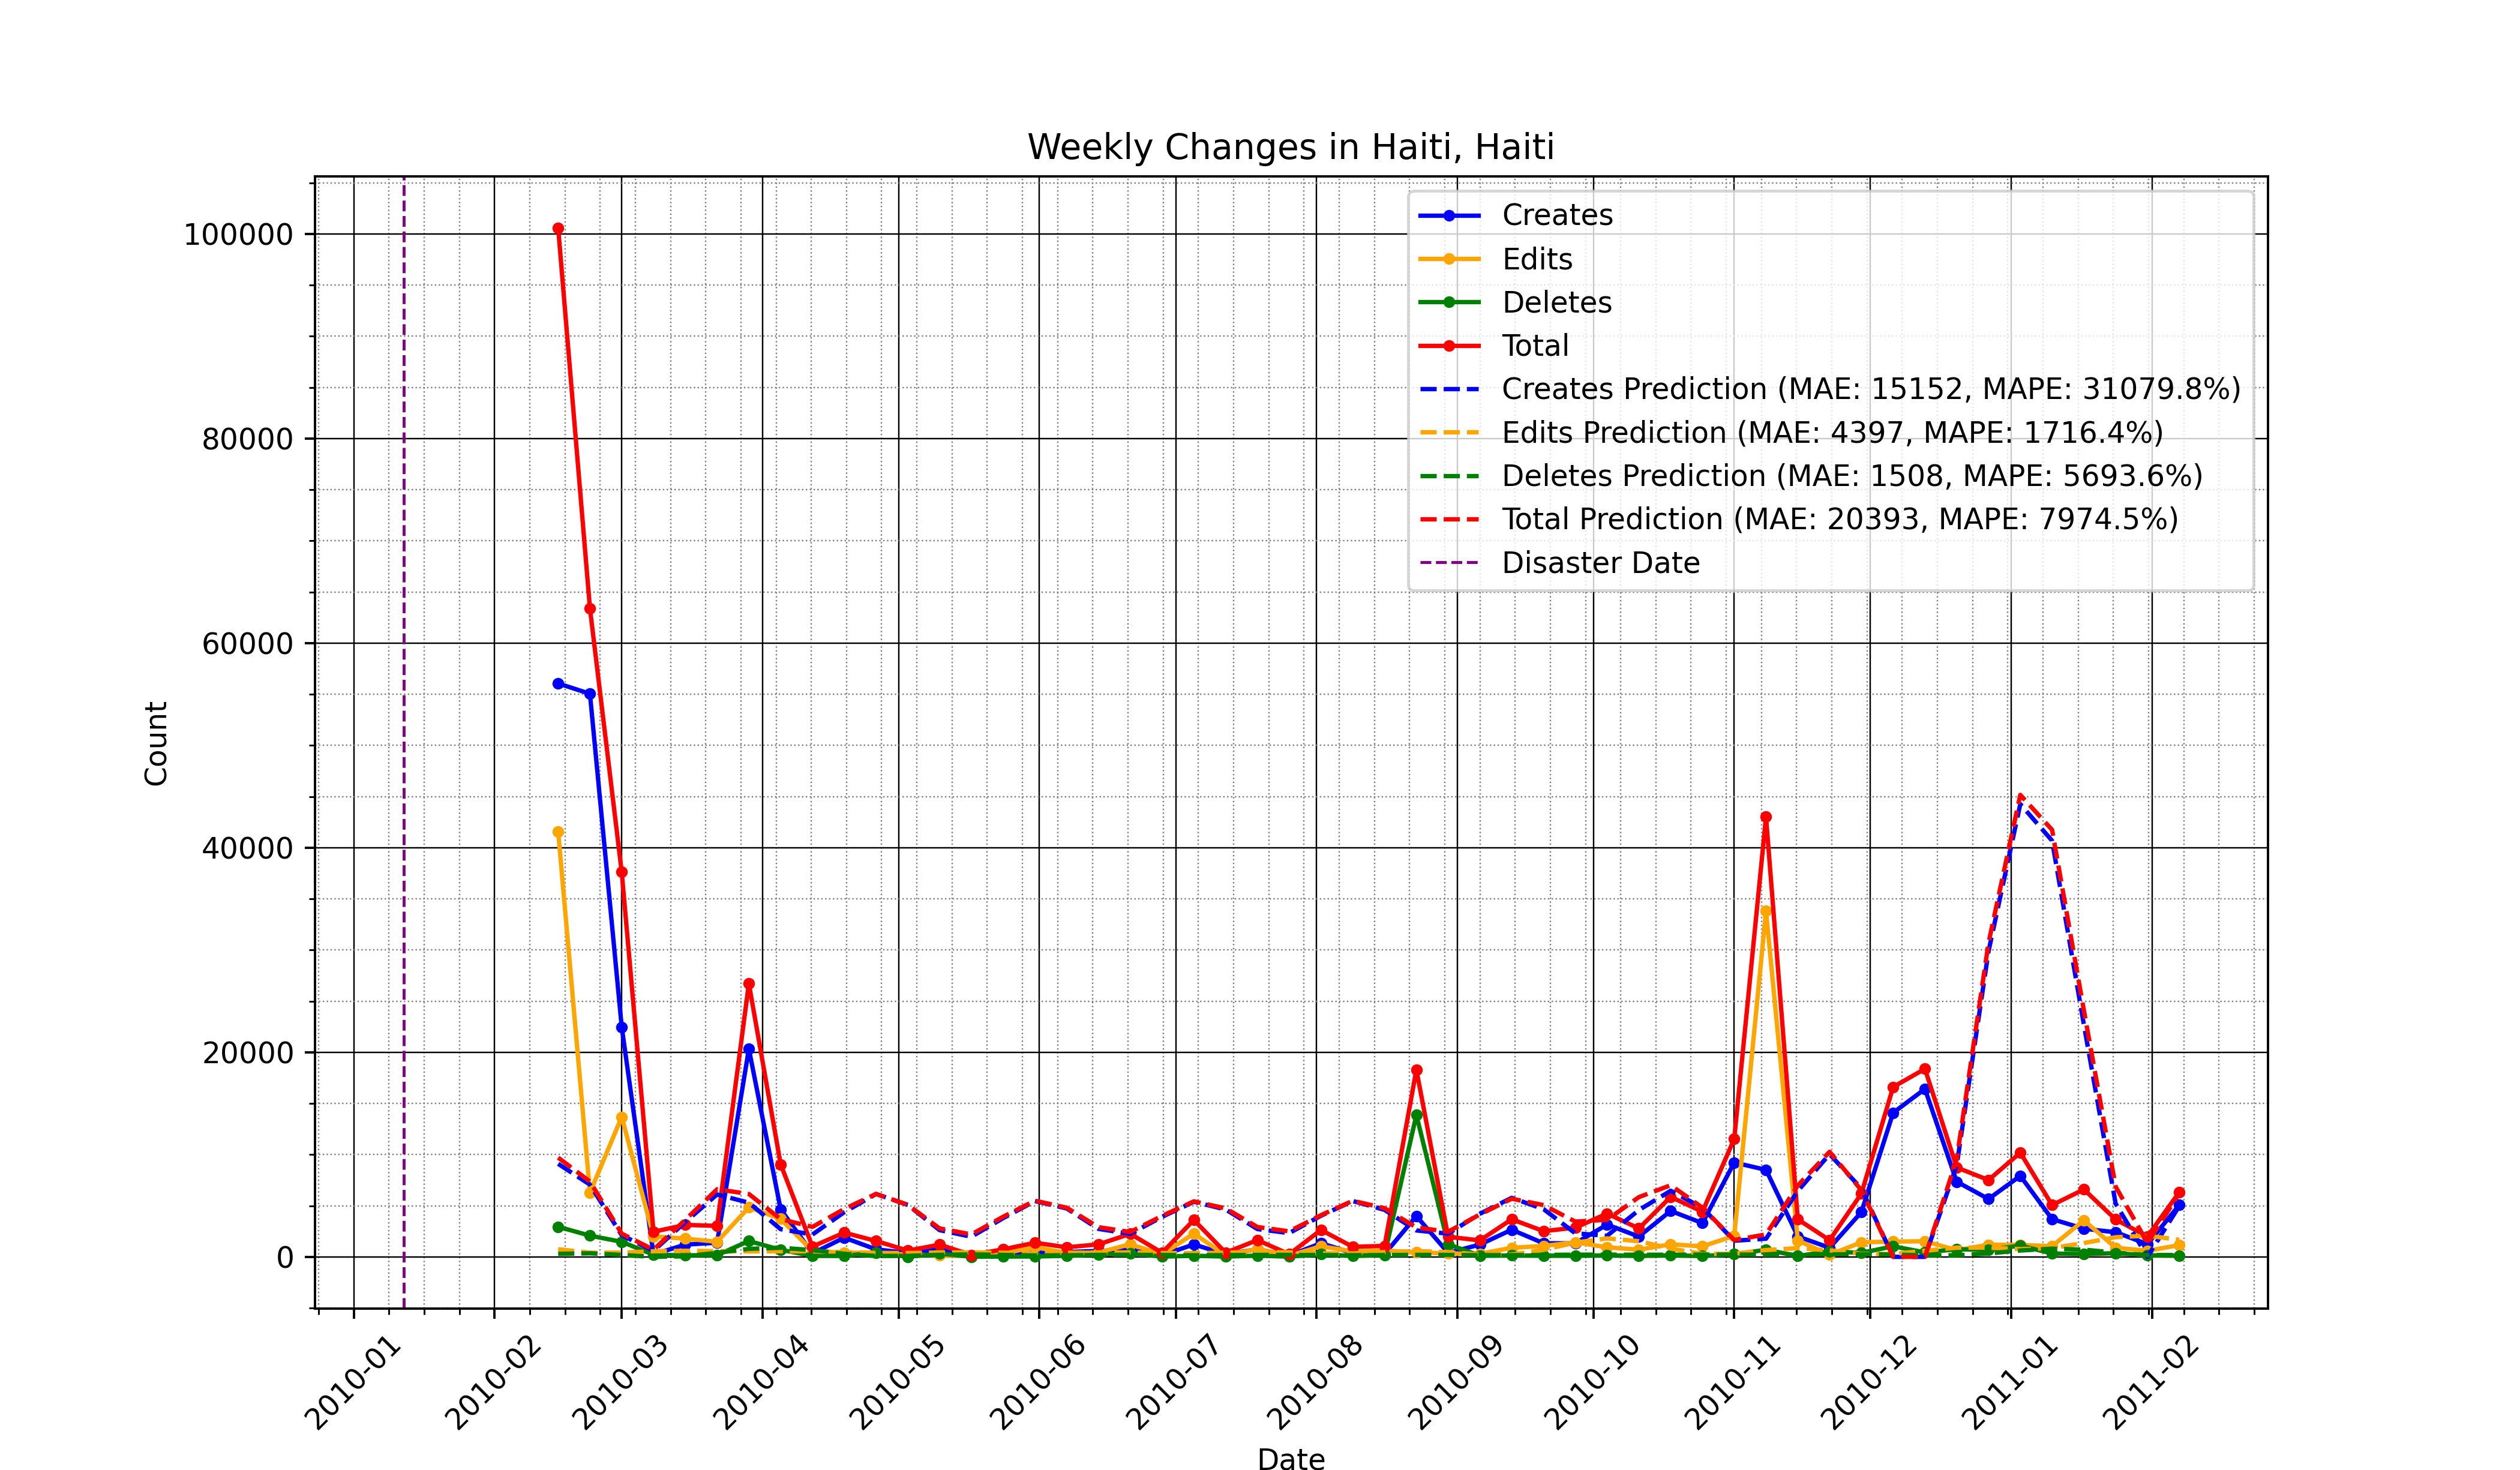 Weekly Changes in Haiti, Haiti
Creates
Edits
Deletes
Total
Creates Prediction (MAE: 15152, MAPE: 31079.8%)
Edits Prediction (MAE: 4397, MAPE: 1716.4%)
Deletes Prediction (MAE: 1508, MAPE: 5693.6%)
Total Prediction (MAE: 20393, MAPE: 7974.5%)
Disaster Date
100000
80000
60000
40000
20000
0
Count
2010-01
2010-02
2010-03
2010-04
2010-05
2010-06
2010-07
2010-08
2010-09
2010-10
2010-11
2010-12
2011-01
2011-02
Date